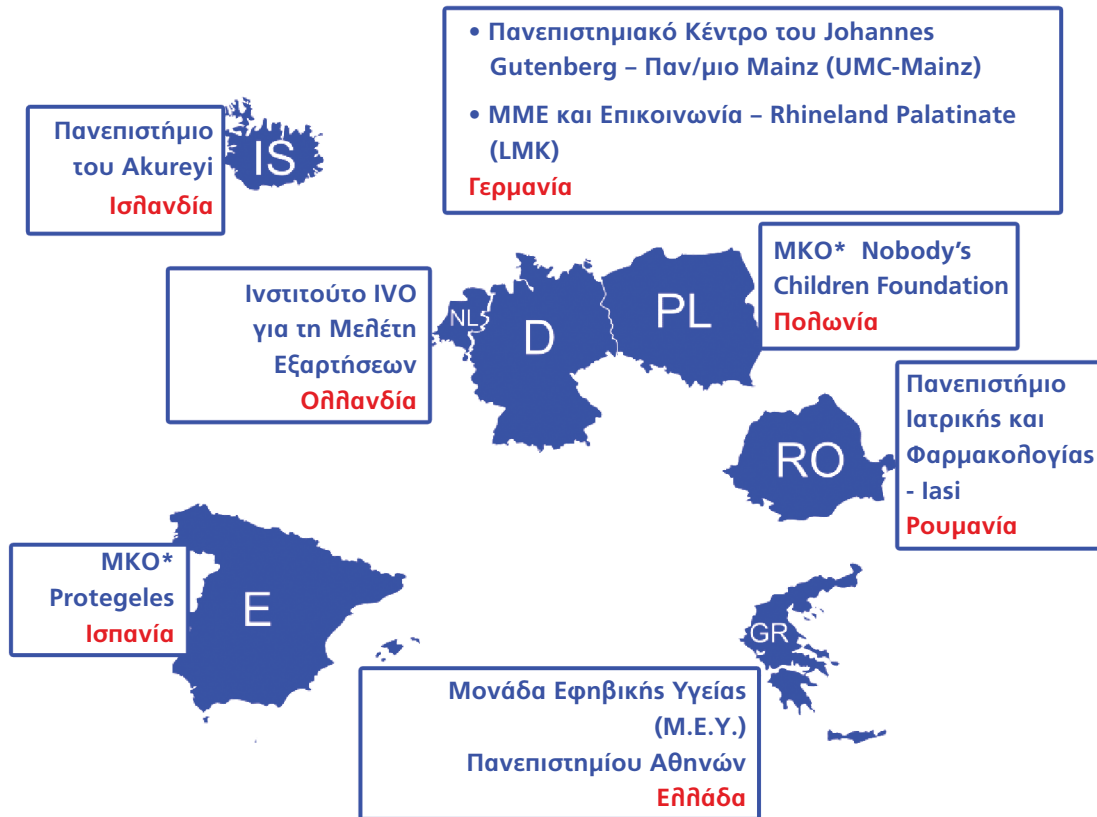 • Πανεπιστημιακό Κέντρο του Johannes
Gutenberg – Παν/μιο Mainz (UMC-Mainz)
• ΜΜΕ και Επικοινωνία – Rhineland Palatinate
(LMK)
Γερμανία
Πανεπιστήμιο
του Akureyi
Ισλανδία
IS
Ινστιτούτο IVO
για τη Μελέτη
Εξαρτήσεων
Ολλανδία
NL
D
PL
ΜΚΟ* Nobody’s
Children Foundation
Πολωνία
Πανεπιστήμιο
Ιατρικής και
Φαρμακολογίας
- Iasi
Ρουμανία
RO
ΜΚΟ*
Protegeles
Ισπανία
E
GR
Μονάδα Εφηβικής Υγείας
(Μ.Ε.Υ.)
Πανεπιστημίου Αθηνών
Ελλάδα